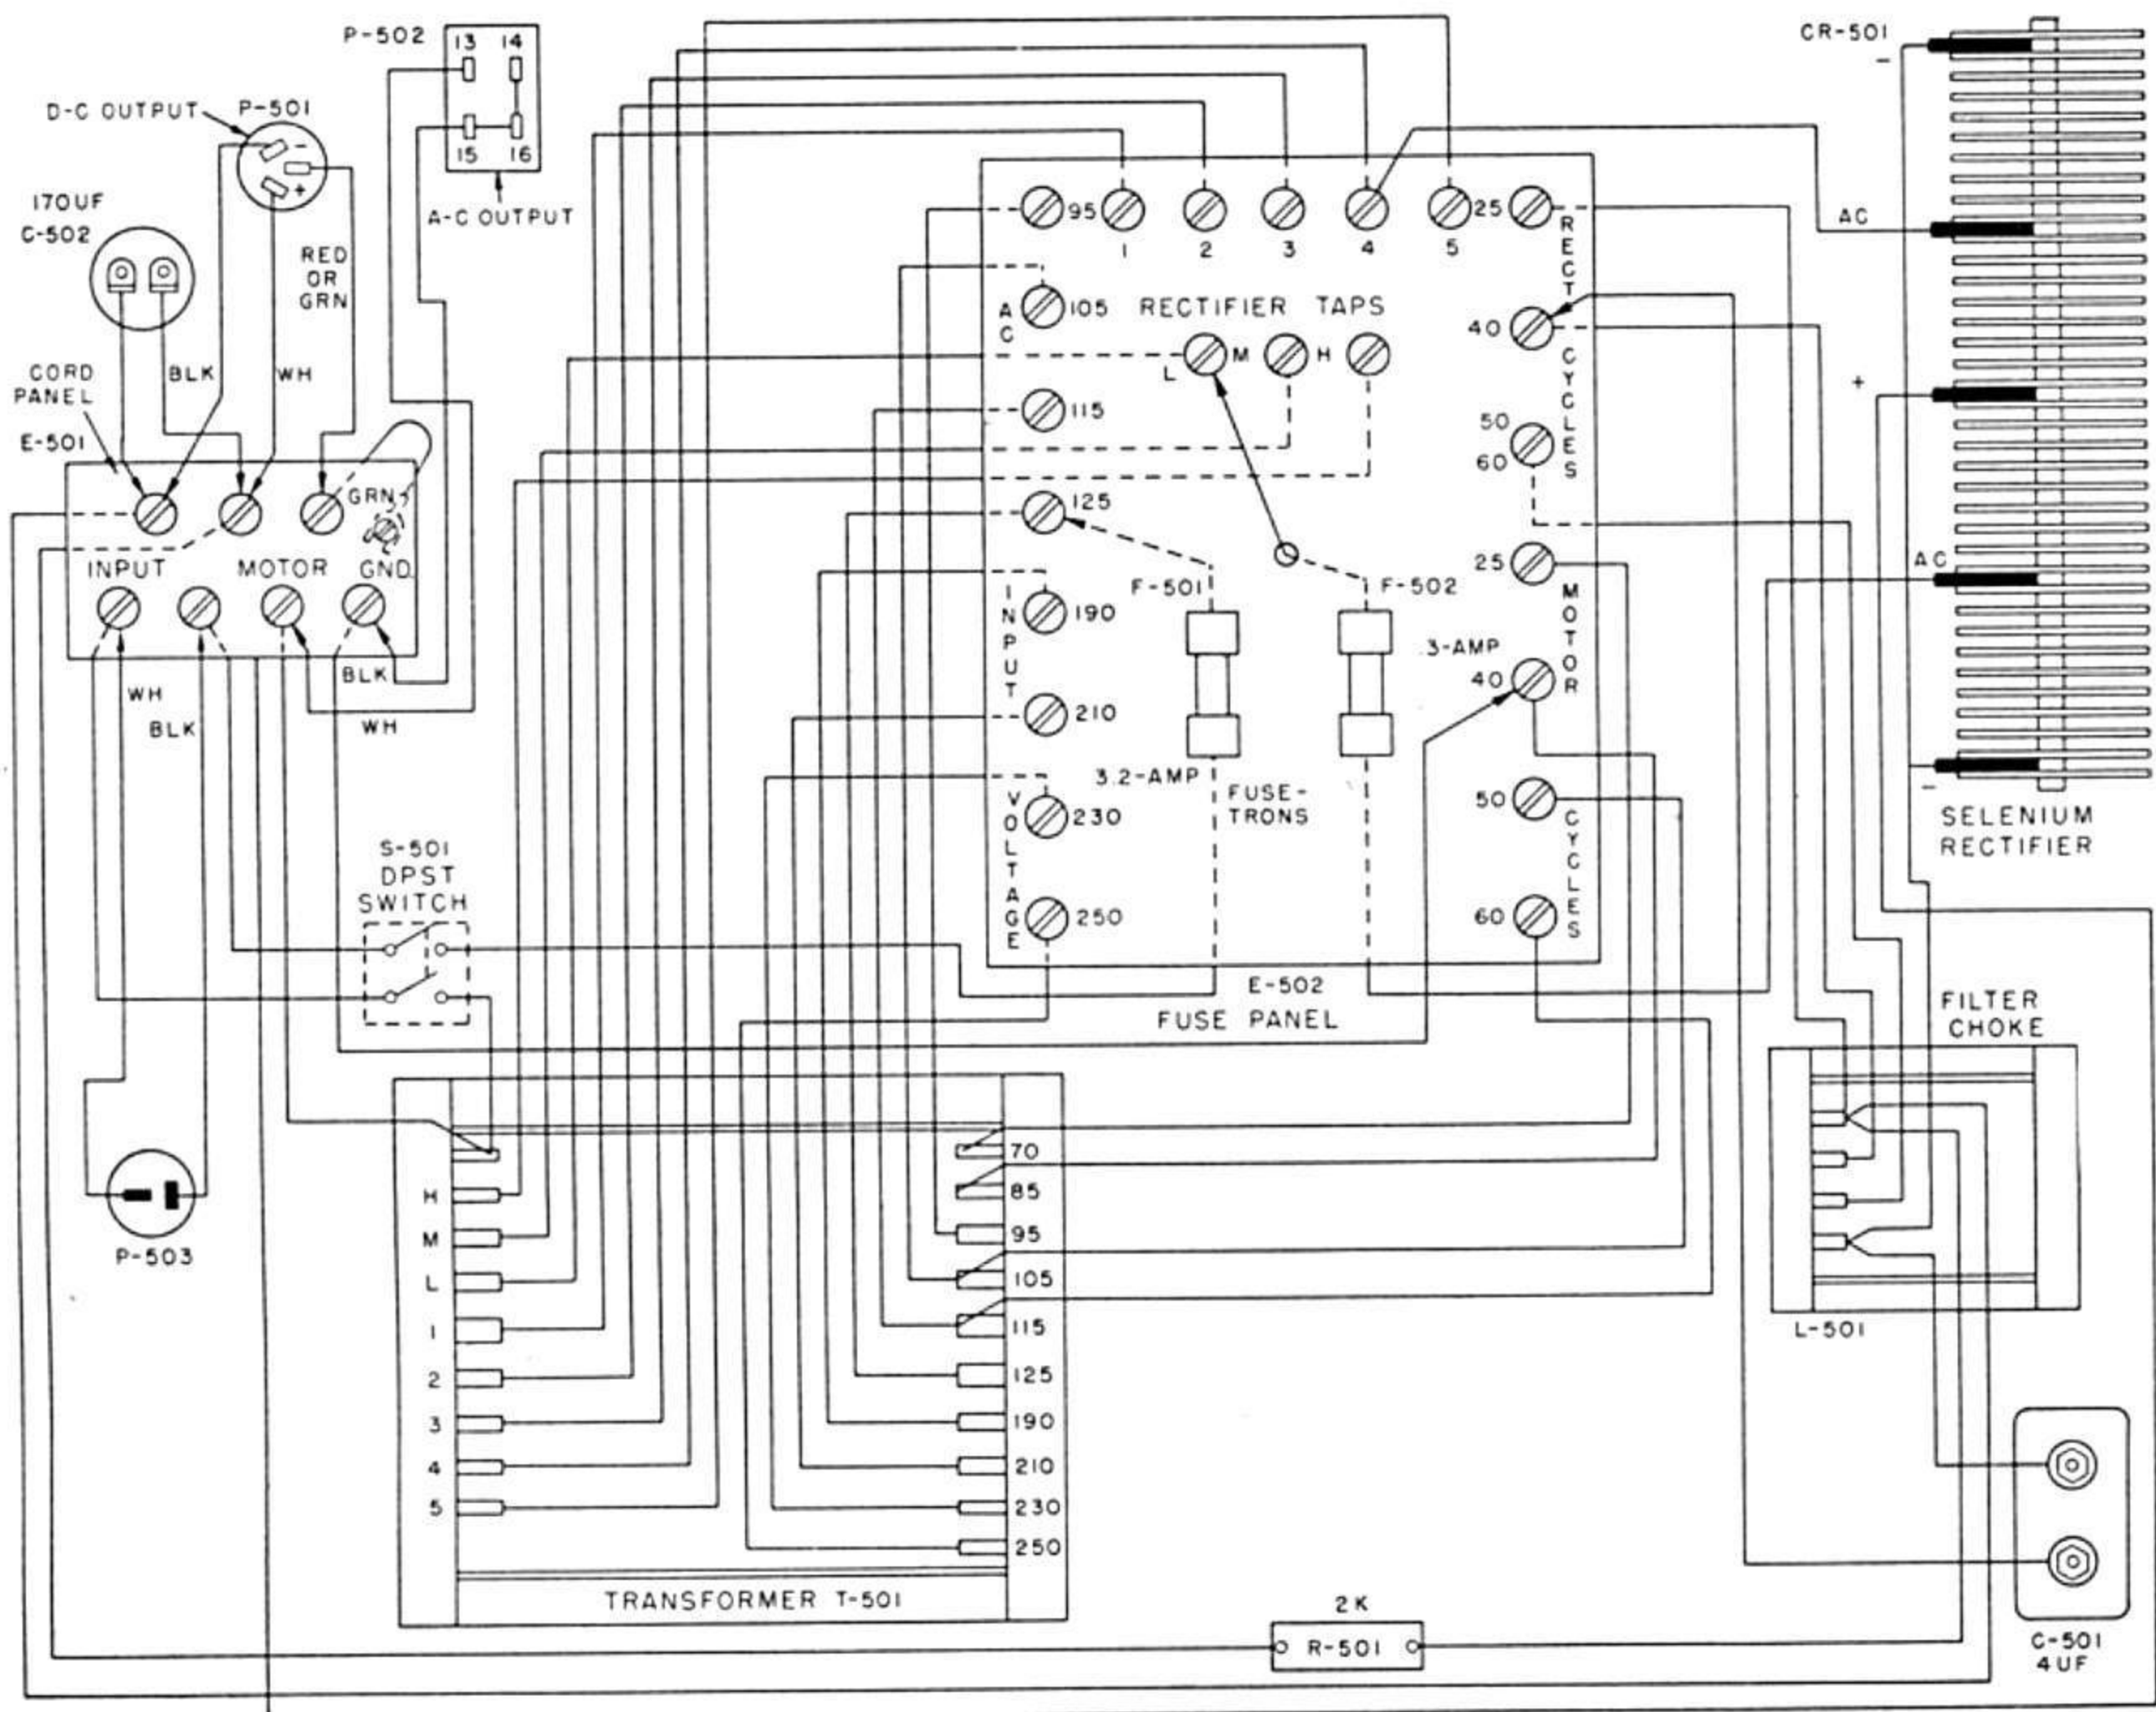 P-502
13 14
15 16
A-C OUTPUT
D-C OUTPUT
P-501
-
+
170UF
C-502
RED
OR
GRN
BLK
WH
CORD
PANEL
E-501
GRN
INPUT MOTOR GND.
BLK
WH
WH
BLK
S-501
DPST
SWITCH
P-503
95
1 2 3 4 5
25
RECT CYCLES
AC INPUT VOLTAGE
105
RECTIFIER TAPS
40
L M H
115
50
60
125
25
F-501
F-502
MOTOR CYCLES
190
.3-AMP
40
210
3.2-AMP
FUSE-
TRONS
50
230
250
60
E-502
FUSE PANEL
CR-501
-
AC
+
AC
-
SELENIUM
RECTIFIER
FILTER
CHOKE
L-501
C-501
4UF
H
M
L
1
2
3
4
5
70
85
95
105
115
125
190
210
230
250
TRANSFORMER T-501
2K
R-501